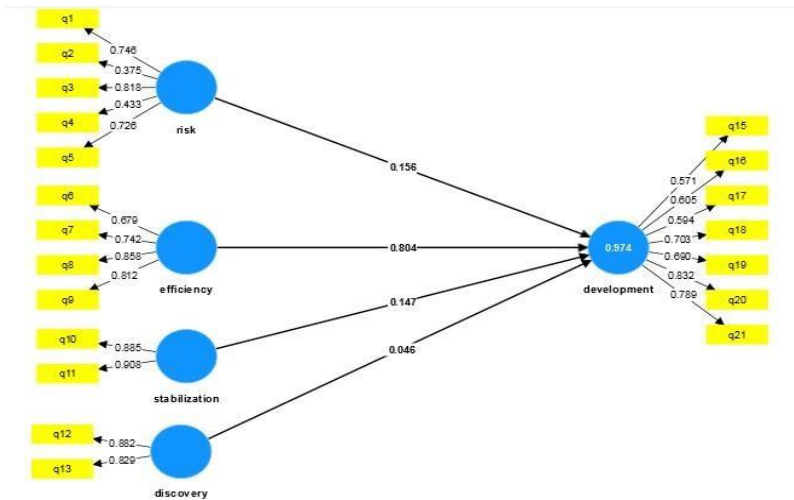 q1
0.746
q2
0.375
q3
0.818
q4
0.433
q5
0.726
risk
0.156
q6
0.679
q7
0.742
q8
0.858
q9
0.812
efficiency
0.804
q10
0.885
q11
0.908
stabilization
0.147
q12
0.882
q13
0.829
discovery
0.046
0.974
development
q15
0.571
q16
0.605
q17
0.594
q18
0.703
q19
0.690
q20
0.832
q21
0.789